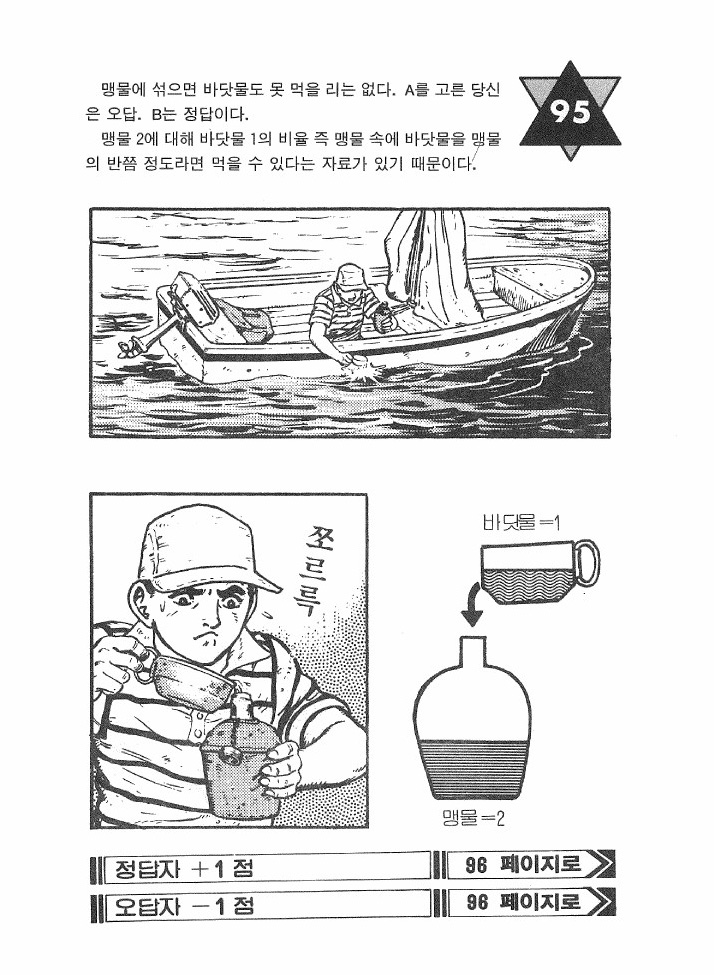 맹물에 섞으면 바닷물도 못 먹을 리는 없다. A를 고른 당신
은 오답. B는 정답이다.
맹물 2에 대해 바닷물 1의 비율 즉 맹물 속에 바닷물을 맹물
의 반쯤 정도라면 먹을 수 있다는 자료가 있기 때문이다.
95
쪼르륵
바닷물=1
맹물=2
정답자 +1 점
96 페이지로
오답자 -1 점
96 페이지로